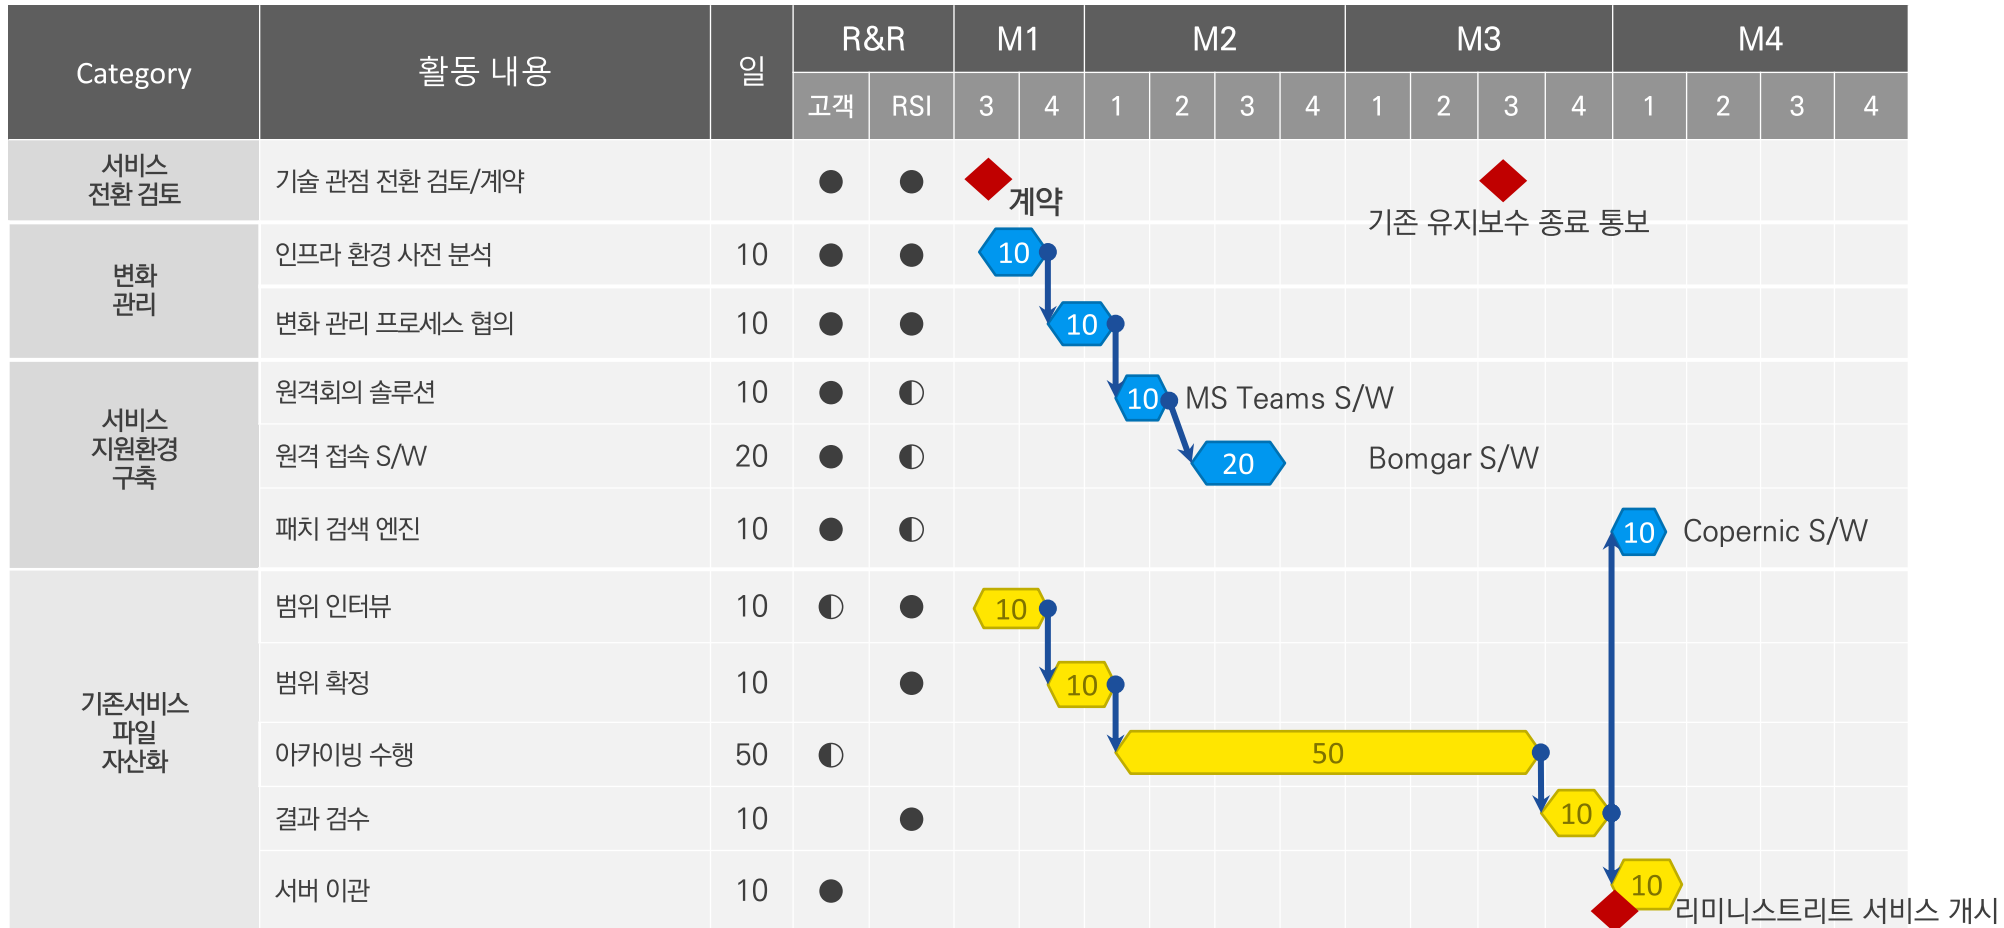 Category 활동 내용 일 R&R M1 M2 M3 M4
고객 RSI 3 4 1 2 3 4 1 2 3 4 1 2 3 4
서비스
전환 검토
기술 관점 전환 검토/계약
계약
기존 유지보수 종료 통보
변화
관리
인프라 환경 사전 분석 10 10
변화 관리 프로세스 협의 10 10
서비스
지원환경
구축
원격회의 솔루션 10 10 MS Teams S/W
원격 접속 S/W 20 20 Bomgar S/W
패치 검색 엔진 10 10 Copernic S/W
기존서비스
파일
자산화
범위 인터뷰 10 10
범위 확정 10 10
아카이빙 수행 50 50
결과 검수 10 10
서버 이관 10 10
리미니스트리트 서비스 개시